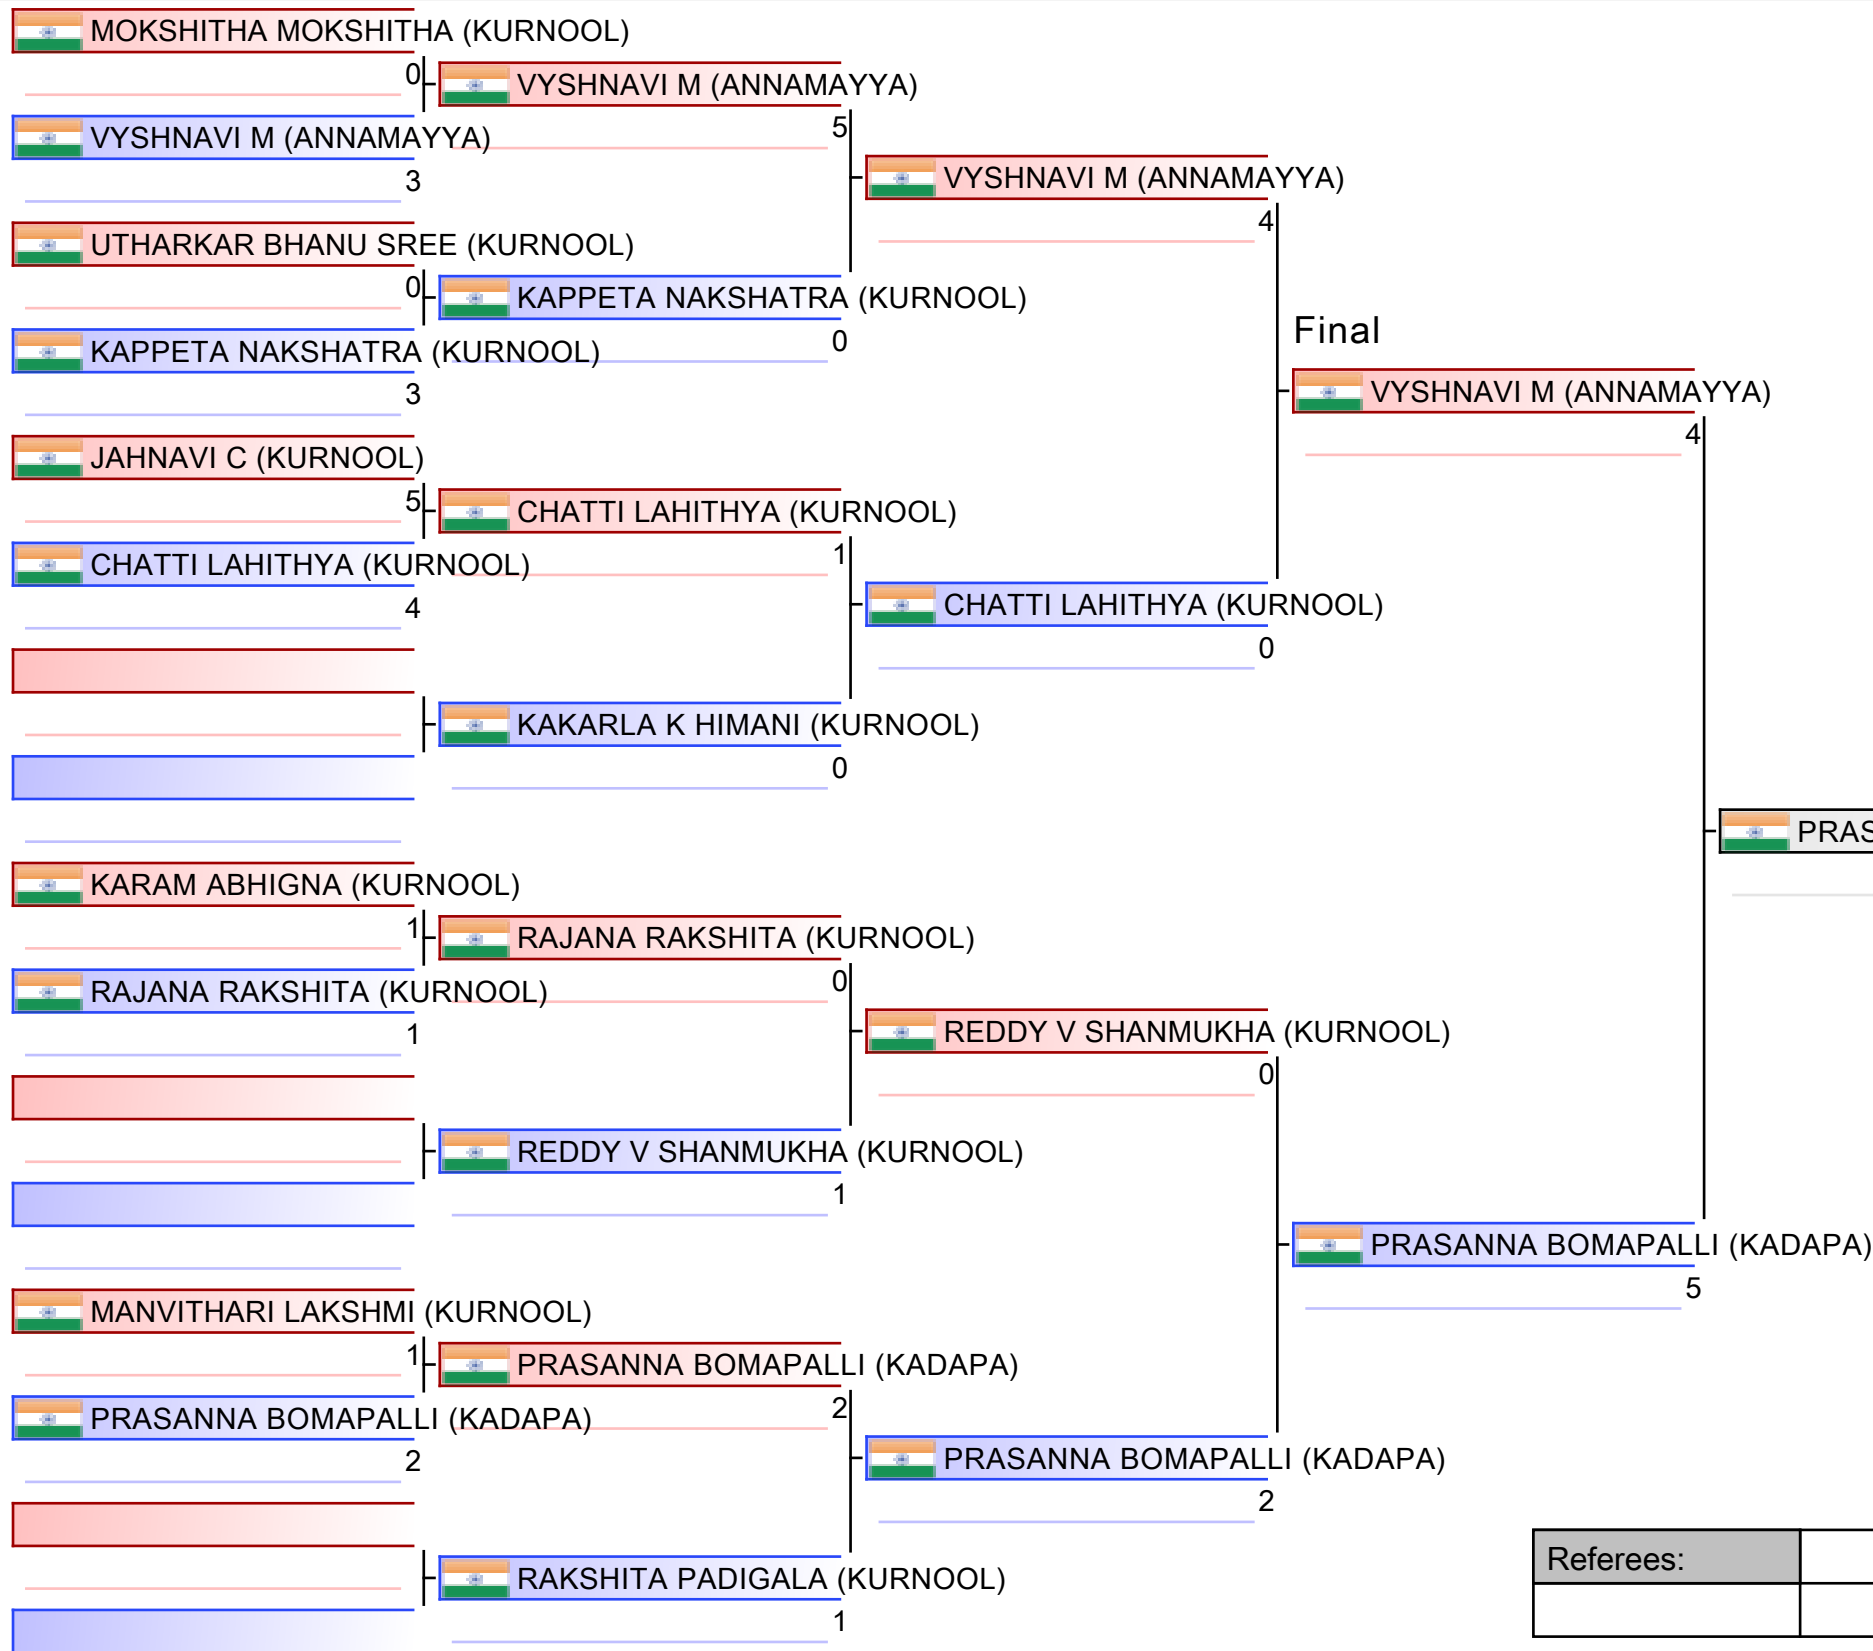 MOKSHITHA MOKSHITHA (KURNOOL)
0
VYSHNAVI M (ANNAMAYYA)
3
UTHARKAR BHANU SREE (KURNOOL)
0
KAPPETA NAKSHATRA (KURNOOL)
3
JAHNAVI C (KURNOOL)
5
CHATTI LAHITHYA (KURNOOL)
4
KARAM ABHIGNA (KURNOOL)
1
RAJANA RAKSHITA (KURNOOL)
1
MANVITHARI LAKSHMI (KURNOOL)
1
PRASANNA BOMAPALLI (KADAPA)
2
VYSHNAVI M (ANNAMAYYA)
5
KAPPETA NAKSHATRA (KURNOOL)
0
CHATTI LAHITHYA (KURNOOL)
1
KAKARLA K HIMANI (KURNOOL)
0
RAJANA RAKSHITA (KURNOOL)
0
REDDY V SHANMUKHA (KURNOOL)
1
PRASANNA BOMAPALLI (KADAPA)
2
RAKSHITA PADIGALA (KURNOOL)
1
VYSHNAVI M (ANNAMAYYA)
4
CHATTI LAHITHYA (KURNOOL)
0
REDDY V SHANMUKHA (KURNOOL)
0
PRASANNA BOMAPALLI (KADAPA)
2
Final
VYSHNAVI M (ANNAMAYYA)
4
PRASANNA BOMAPALLI (KADAPA)
5
PRAS
Referees: